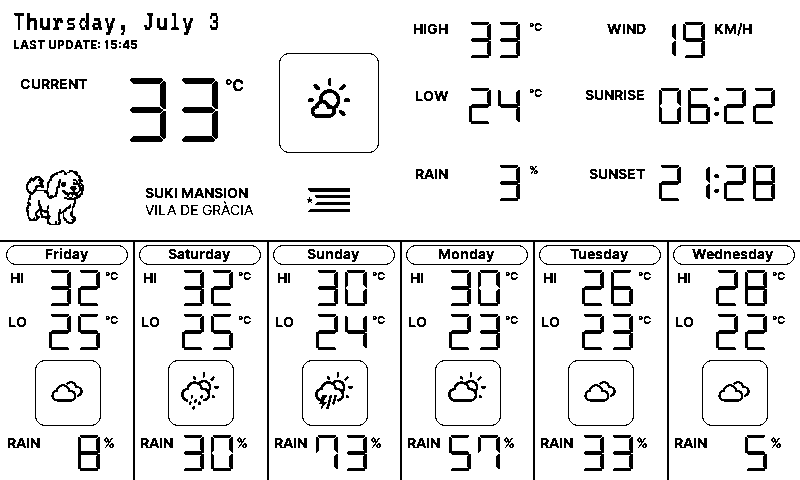 Thursday, July 3
LAST UPDATE: 15:45
CURRENT 33 °C
SUKI MANSION
VILA DE GRÀCIA
HIGH 33 °C
LOW 24 °C
RAIN 3 %
WIND 19 KM/H
SUNRISE 06:22
SUNSET 21:28
Friday
HI 32 °C
LO 25 °C
RAIN 8 %
Saturday
HI 32 °C
LO 25 °C
RAIN 30 %
Sunday
HI 30 °C
LO 24 °C
RAIN 73 %
Monday
HI 30 °C
LO 23 °C
RAIN 57 %
Tuesday
HI 26 °C
LO 23 °C
RAIN 33 %
Wednesday
HI 28 °C
LO 22 °C
RAIN 5 %